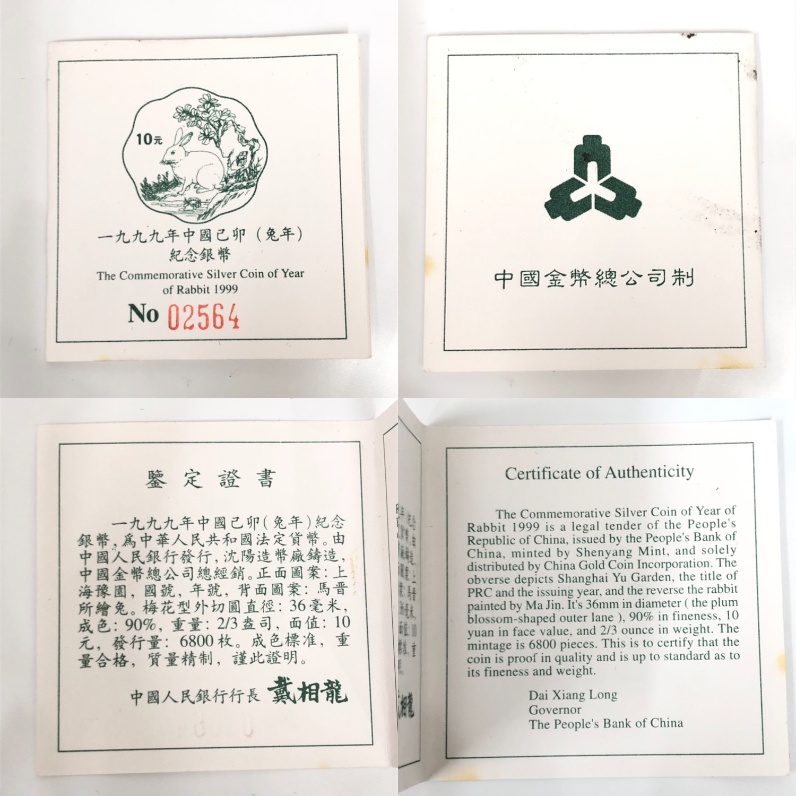 10元
一九九九年中國己卯（兔年）
紀念銀幣
The Commemorative Silver Coin of Year
of Rabbit 1999
No 02564
中國金幣總公司制
鑒定證書
一九九九年中國己卯(兔年)紀念
銀幣，爲中華人民共和國法定貨幣。由
中國人民銀行發行，沈陽造幣廠鑄造，
中國金幣總公司總經銷。正面圖案：上
海豫園，國號，年號，背面圖案：馬晋
所繪兔。梅花型外切圓直徑：36毫米，
成色：90%，重量：2/3盎司，面值：10
元，發行量：6800枚。成色標准，重
量合格，質量精制，謹此證明。
中國人民銀行行長 戴相龍
Certificate of Authenticity
The Commemorative Silver Coin of Year of
Rabbit 1999 is a legal tender of the People's
Republic of China, issued by the People's Bank of
China, minted by Shenyang Mint, and solely
distributed by China Gold Coin Incorporation. The
obverse depicts Shanghai Yu Garden, the title of
PRC and the issuing year, and the reverse the rabbit
painted by Ma Jin. It's 36mm in diameter ( the plum
blossom-shaped outer lane ), 90% in fineness, 10
yuan in face value, and 2/3 ounce in weight. The
mintage is 6800 pieces. This is to certify that the
coin is proof in quality and is up to standard as to
its fineness and weight.
Dai Xiang Long
Governor
The People's Bank of China